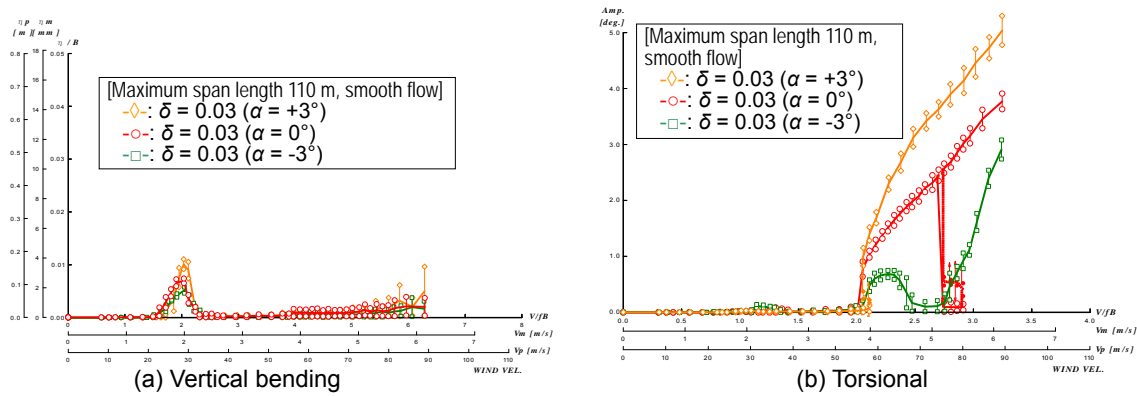 ηp ηm
[m] [mm] η/B
0.8 18 0.05
16
0.7
14 0.04
0.6
12
0.5
10 0.03
0.4
8
0.02
0.3
6
0.2
4
0.01
0.1
2
0.0 0 0.00
[Maximum span length 110 m, smooth flow]
-◇-: δ = 0.03 (α = +3°)
-○-: δ = 0.03 (α = 0°)
-□-: δ = 0.03 (α = -3°)
0 1 2 3 4 5 6 7 8
V/fB
0 1 2 3 4 5 6 7
Vm [m/s]
0 10 20 30 40 50 60 70 80 90 100 110
Vp [m/s]
WIND VEL.
(a) Vertical bending
Amp.
[deg.]
5.0
4.0
3.0
2.0
1.0
0.0
[Maximum span length 110 m,
smooth flow]
-◇-: δ = 0.03 (α = +3°)
-○-: δ = 0.03 (α = 0°)
-□-: δ = 0.03 (α = -3°)
0.0 0.5 1.0 1.5 2.0 2.5 3.0 3.5 4.0
V/fB
0 1 2 3 4 5 6 7
Vm [m/s]
0 10 20 30 40 50 60 70 80 90 100 110
Vp [m/s]
WIND VEL.
(b) Torsional